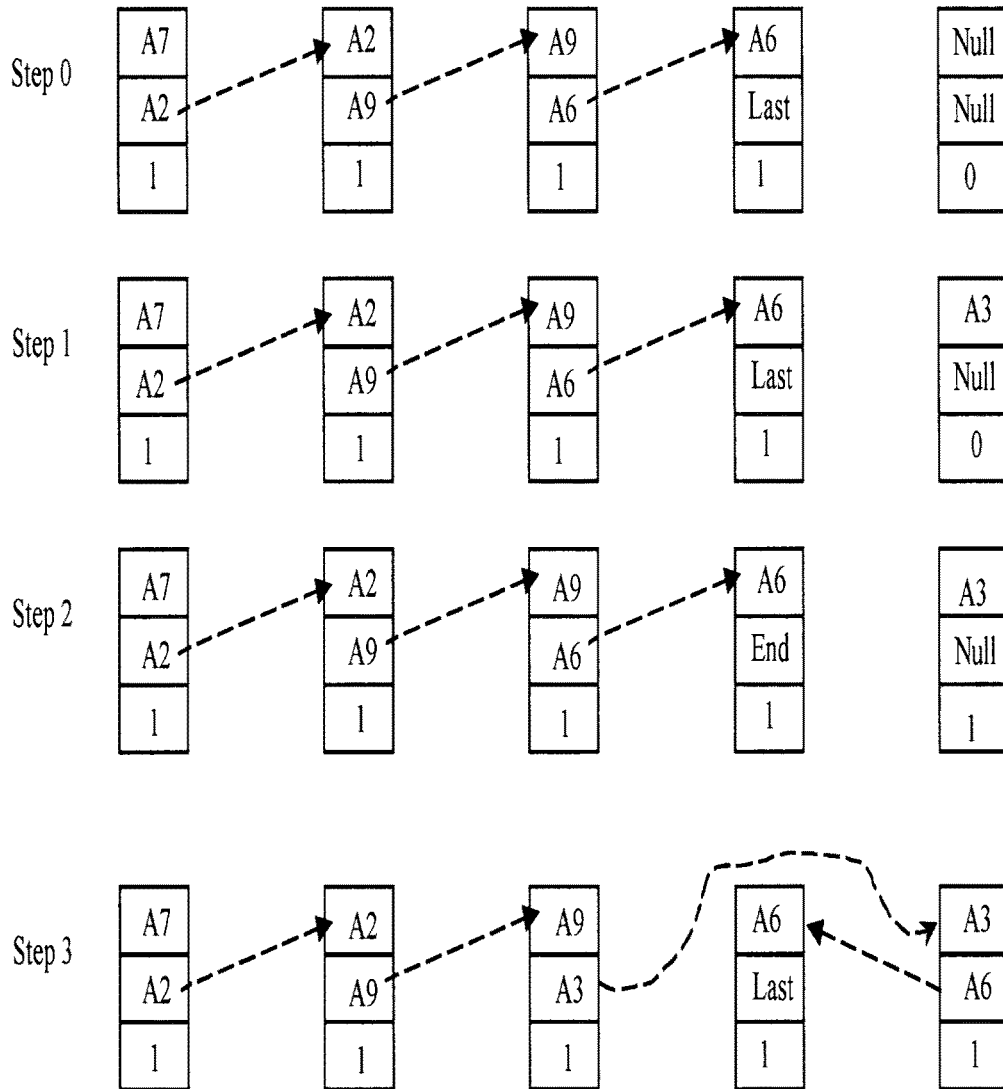 Step 0
A7 A2 A9 A6 Null
A2 A9 A6 Last Null
1 1 1 1 0
Step 1
A7 A2 A9 A6 A3
A2 A9 A6 Last Null
1 1 1 1 0
Step 2
A7 A2 A9 A6 A3
A2 A9 A6 End Null
1 1 1 1 1
Step 3
A7 A2 A9 A6 A3
A2 A9 A3 Last A6
1 1 1 1 1